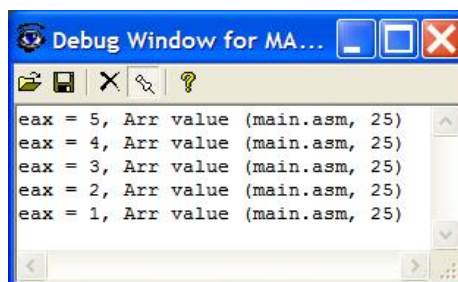 Debug Window for MA...
eax = 5, Arr value (main.asm, 25)
eax = 4, Arr value (main.asm, 25)
eax = 3, Arr value (main.asm, 25)
eax = 2, Arr value (main.asm, 25)
eax = 1, Arr value (main.asm, 25)